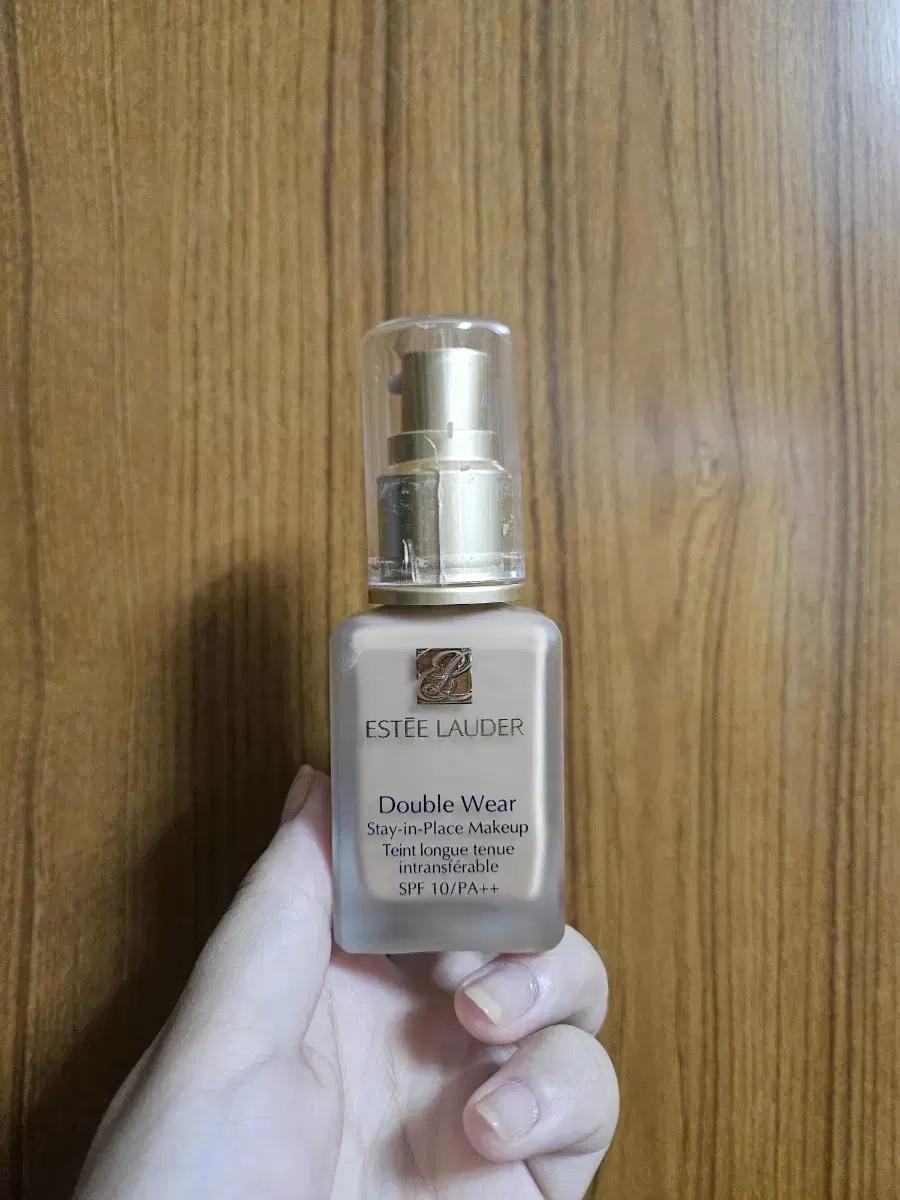 ESTĒE LAUDER
Double Wear
Stay-in-Place Makeup
Teint longue tenue
intransférable
SPF 10/PA++